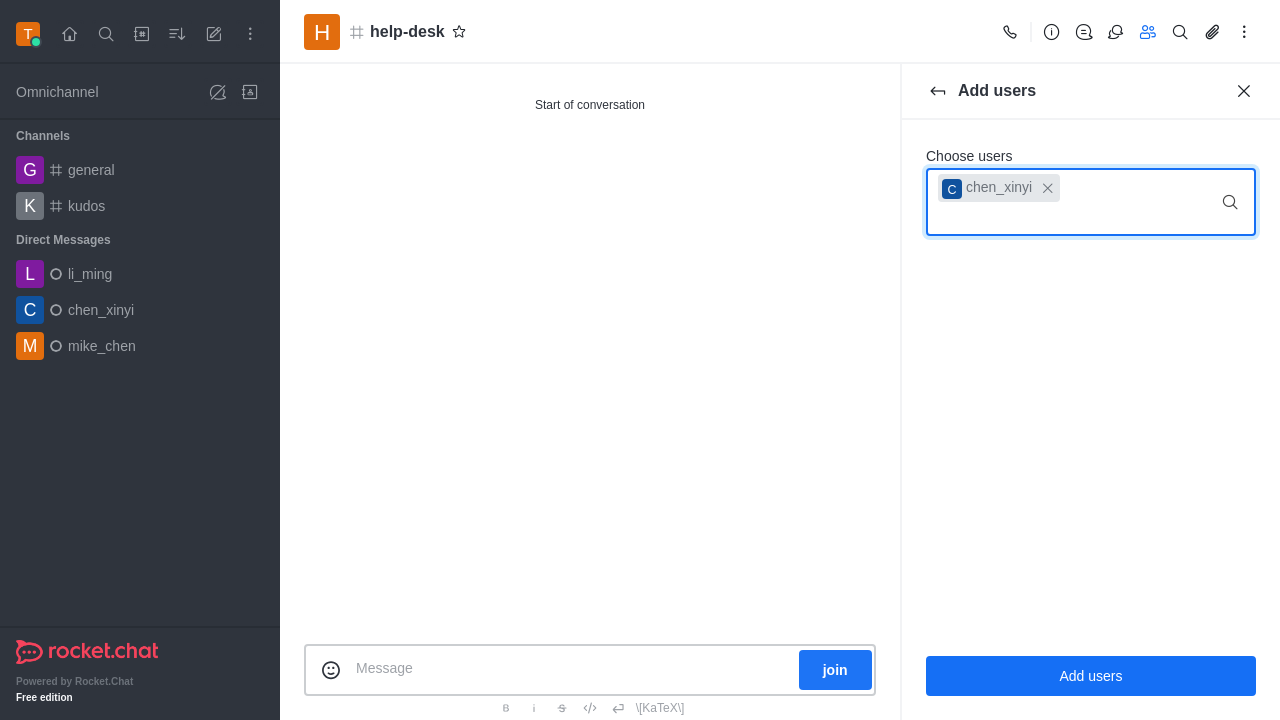 T
Omnichannel
Channels
G general
K kudos
Direct Messages
L li_ming
C chen_xinyi
M mike_chen
rocket.chat
Powered by Rocket.Chat
Free edition
H help-desk
Start of conversation
Message
join
B i S \[KaTeX\]
Add users
Choose users
C chen_xinyi
Add users